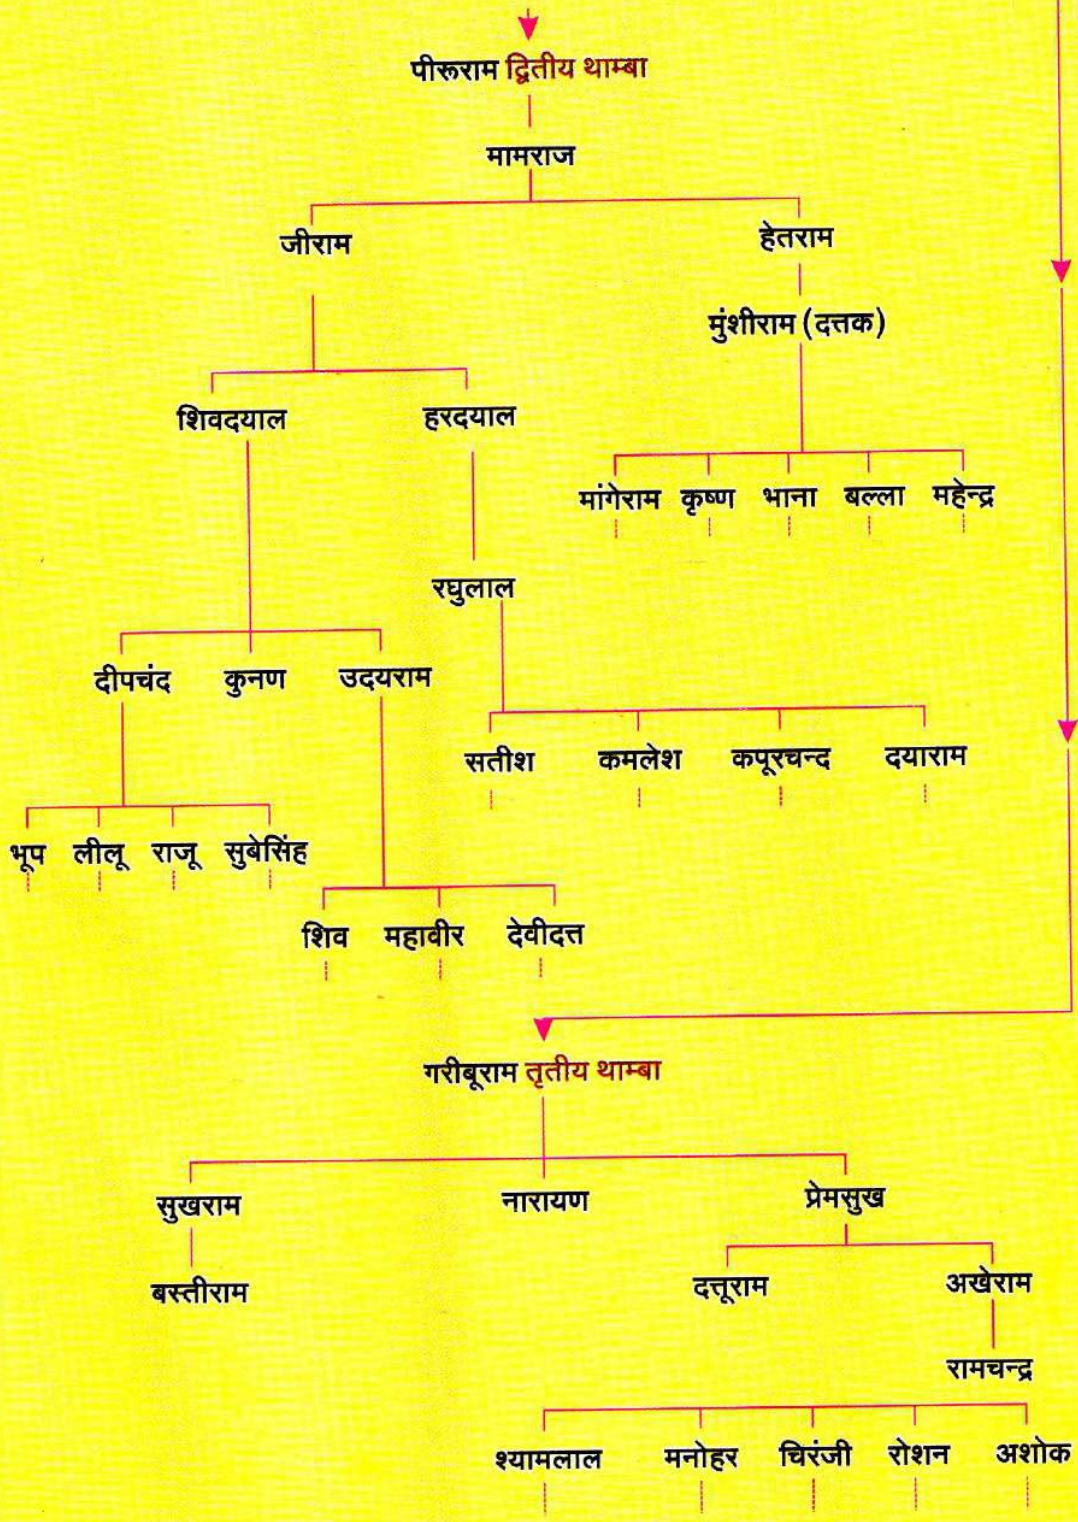 पीरूराम द्वितीय थाम्बा
मामराज
जीराम हेतराम
मुंशीराम (दत्तक)
शिवदयाल हरदयाल
मांगेराम कृष्ण भाना बल्ला महेन्द्र
रघुलाल
दीपचंद कुनण उदयराम
सतीश कमलेश कपूरचन्द दयाराम
भूप लीलू राजू सुबेसिंह
शिव महावीर देवीदत्त
गरीबूराम तृतीय थाम्बा
सुखराम नारायण प्रेमसुख
बस्तीराम दत्तूराम अखेराम
रामचन्द्र
श्यामलाल मनोहर चिरंजी रोशन अशोक